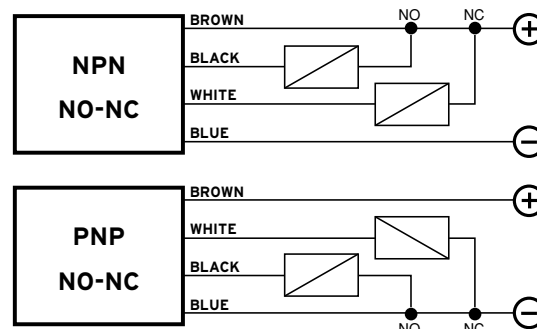 NPN
NO-NC
BROWN
NO
NC
+
BLACK
WHITE
BLUE
−
PNP
NO-NC
BROWN
+
WHITE
BLACK
BLUE
−
NO
NC